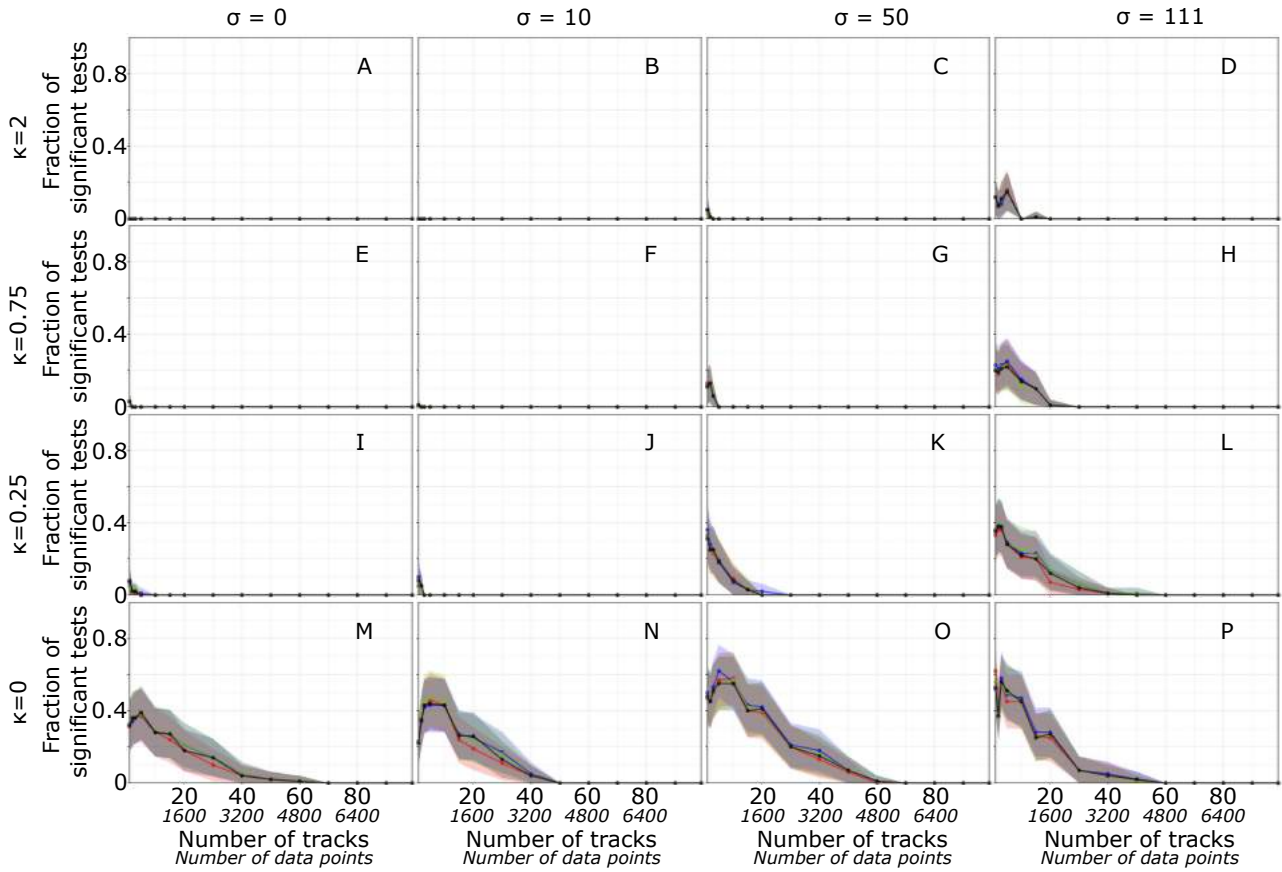 σ = 0 σ = 10 σ = 50 σ = 111
κ=2
Fraction of
significant tests
0.8
0.4
0
A B C D
κ=0.75
Fraction of
significant tests
0.8
0.4
0
E F G H
κ=0.25
Fraction of
significant tests
0.8
0.4
0
I J K L
κ=0
Fraction of
significant tests
0.8
0.4
0
M N O P
20 40 60 80 20 40 60 80 20 40 60 80 20 40 60 80
1600 3200 4800 6400 1600 3200 4800 6400 1600 3200 4800 6400 1600 3200 4800 6400
Number of tracks Number of tracks Number of tracks Number of tracks
Number of data points Number of data points Number of data points Number of data points